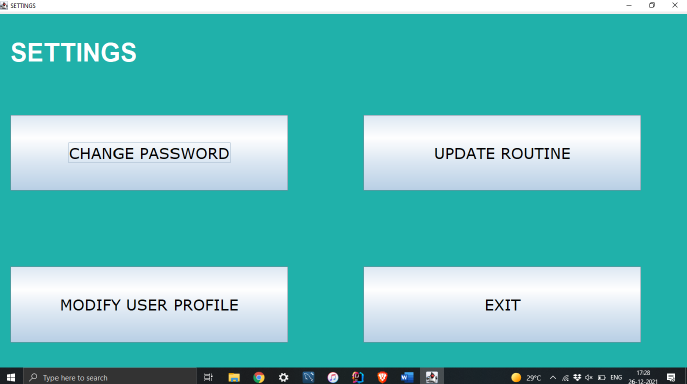 SETTINGS
SETTINGS
CHANGE PASSWORD
UPDATE ROUTINE
MODIFY USER PROFILE
EXIT
Type here to search
29°C
ENG
17:28
26-12-2021